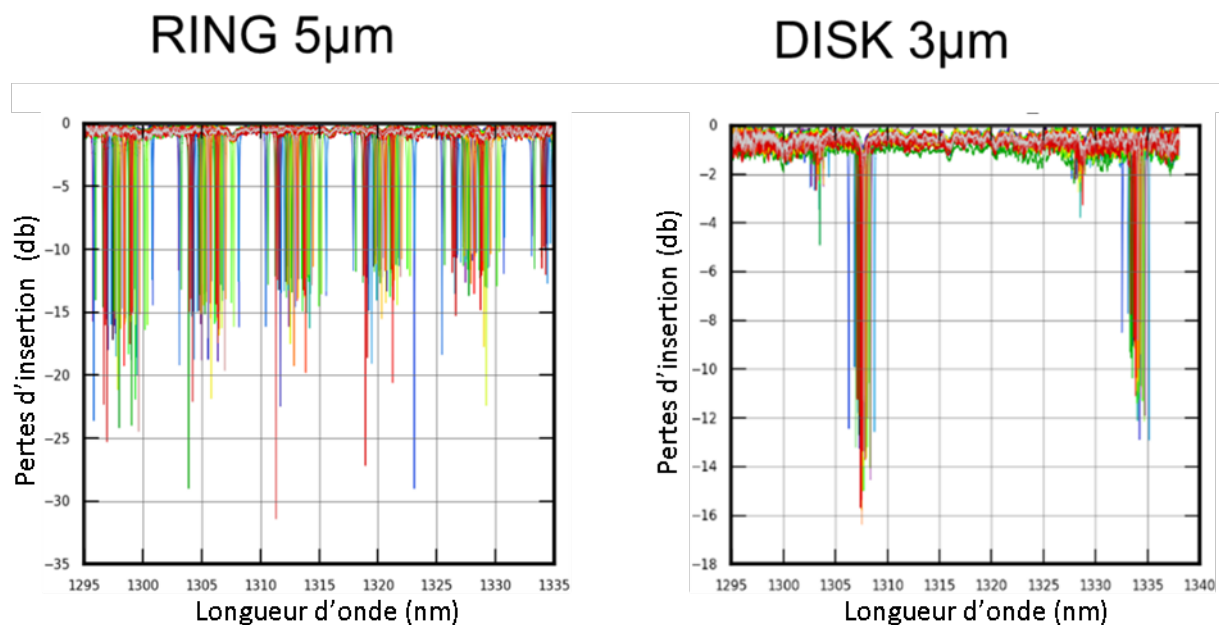 RING 5µm
DISK 3µm
Pertes d'insertion (db)
0
−5
−10
−15
−20
−25
−30
−35
1295 1300 1305 1310 1315 1320 1325 1330 1335
Longueur d'onde (nm)
Pertes d'insertion (db)
0
−2
−4
−6
−8
−10
−12
−14
−16
−18
1295 1300 1305 1310 1315 1320 1325 1330 1335 1340
Longueur d'onde (nm)